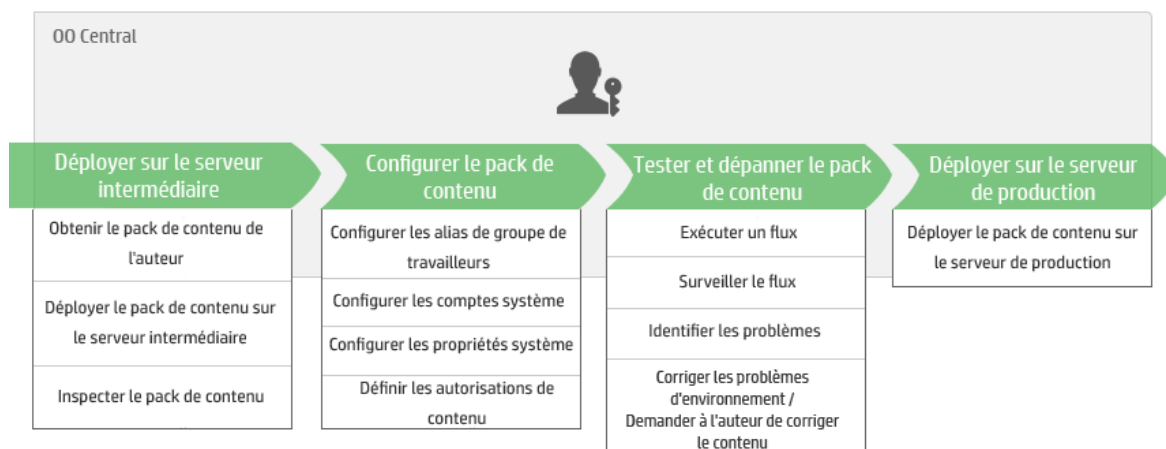 OO Central
Déployer sur le serveur
intermédiaire
Obtenir le pack de contenu de
l'auteur
Déployer le pack de contenu sur
le serveur intermédiaire
Inspecter le pack de contenu
Configurer le pack de
contenu
Configurer les alias de groupe de
travailleurs
Configurer les comptes système
Configurer les propriétés système
Définir les autorisations de
contenu
Tester et dépanner le pack
de contenu
Exécuter un flux
Surveiller le flux
Identifier les problèmes
Corriger les problèmes
d'environnement /
Demander à l'auteur de corriger
le contenu
Déployer sur le serveur
de production
Déployer le pack de contenu sur
le serveur de production